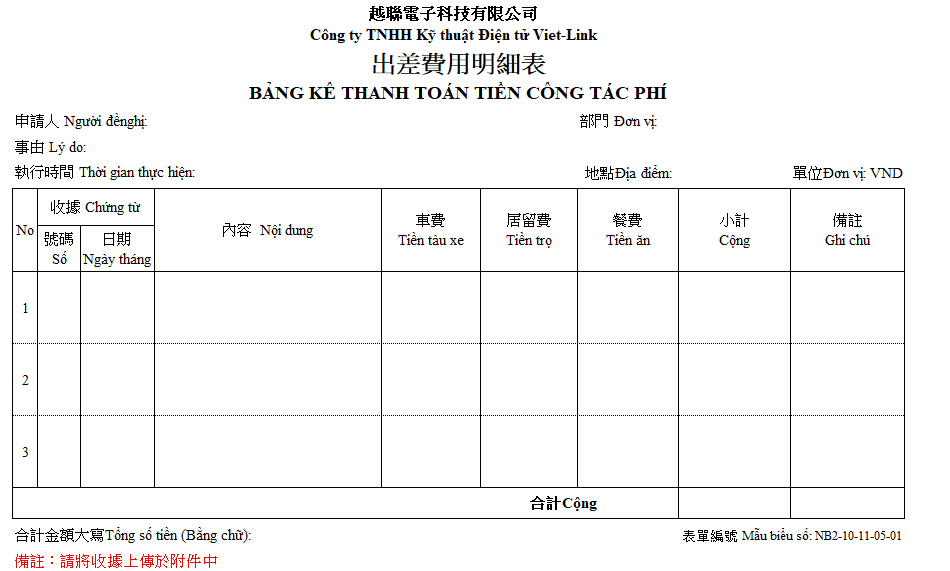 越聯電子科技有限公司
Công ty TNHH Kỹ thuật Điện tử Viet-Link
出差費用明細表
BẢNG KÊ THANH TOÁN TIỀN CÔNG TÁC PHÍ
申請人 Người đềnghị: 部門 Đơn vị:
事由 Lý do:
執行時間 Thời gian thực hiện: 地點Địa điểm: 單位Đơn vị: VND
No
收據 Chứng từ
號碼
Số
日期
Ngày tháng
內容 Nội dung
車費
Tiền tàu xe
居留費
Tiền trọ
餐費
Tiền ăn
小計
Cộng
備註
Ghi chú
1
2
3
合計Cộng
合計金額大寫Tổng số tiền (Bằng chữ): 表單編號 Mẫu biểu số: NB2-10-11-05-01
備註：請將收據上傳於附件中